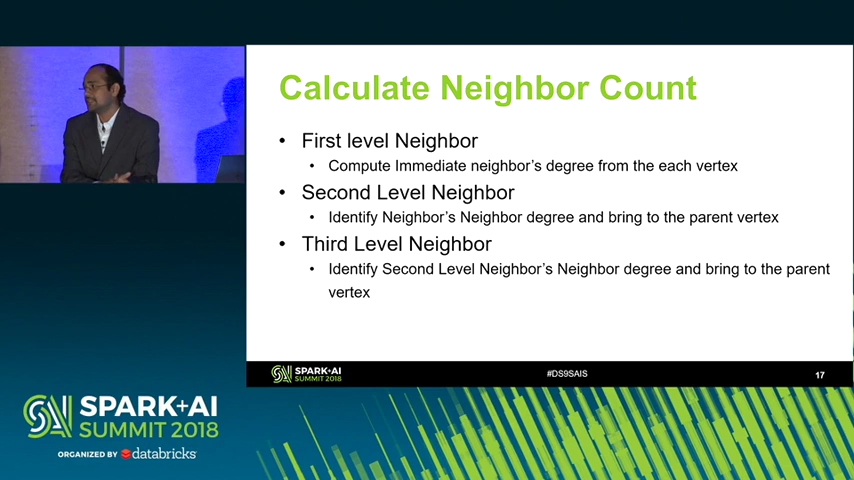 Calculate Neighbor Count
• First level Neighbor
• Compute Immediate neighbor's degree from the each vertex
• Second Level Neighbor
• Identify Neighbor's Neighbor degree and bring to the parent vertex
• Third Level Neighbor
• Identify Second Level Neighbor's Neighbor degree and bring to the parent
vertex
SPARK+AI
SUMMIT 2018
#DS9SAIS
17
SPARK+AI
SUMMIT 2018
ORGANIZED BY databricks